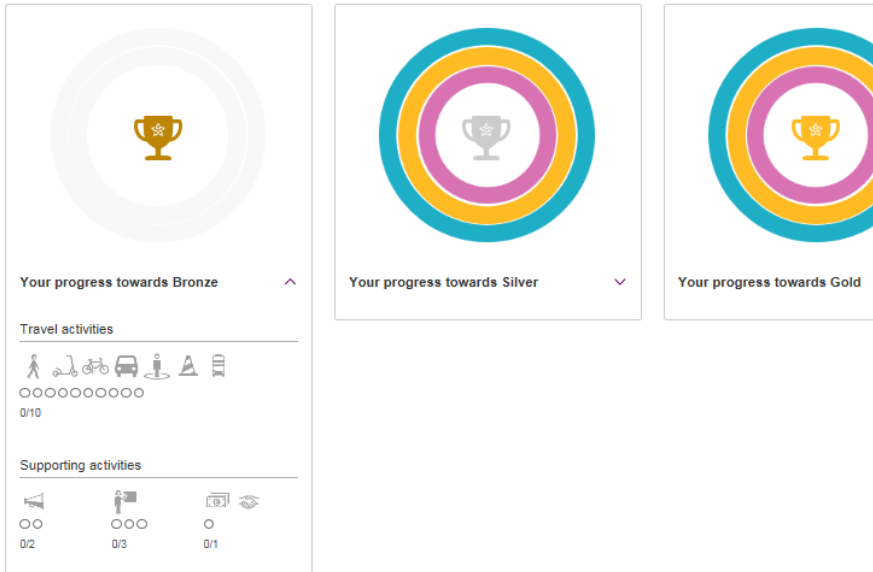 Your progress towards Bronze
Your progress towards Silver
Your progress towards Gold
Travel activities
0/10
Supporting activities
0/2
0/3
0/1